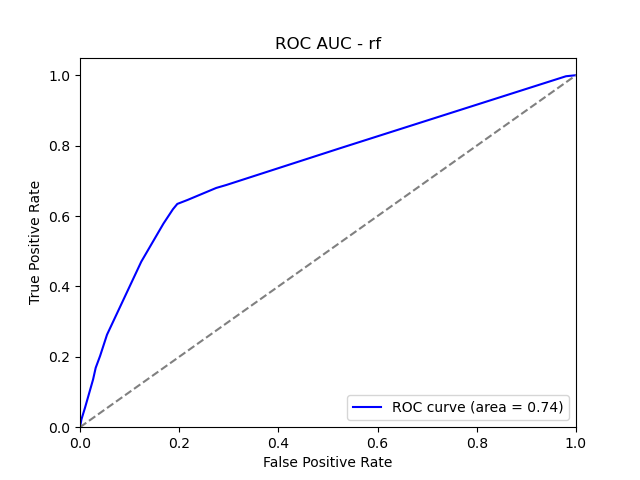 ROC AUC - rf
True Positive Rate
1.0
0.8
0.6
0.4
0.2
0.0
ROC curve (area = 0.74)
0.0 0.2 0.4 0.6 0.8 1.0
False Positive Rate